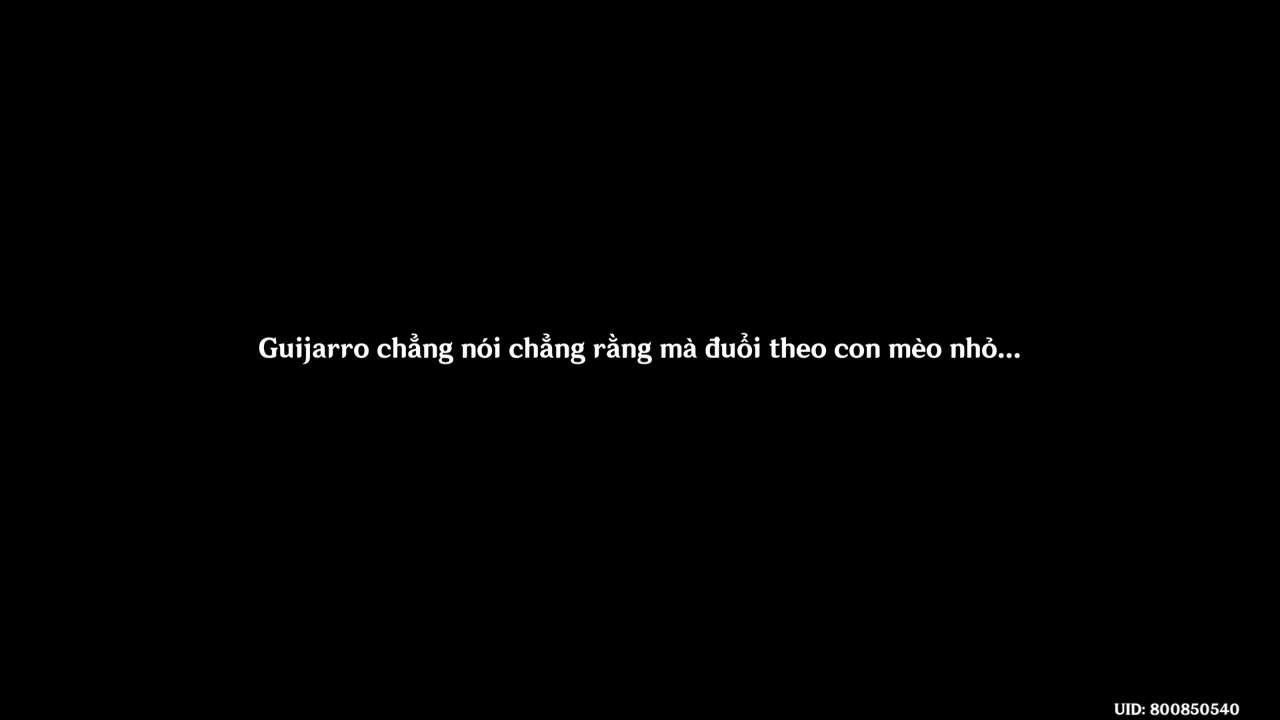 Guijarro chẳng nói chẳng rằng mà đuổi theo con mèo nhỏ...
UID: 800850540